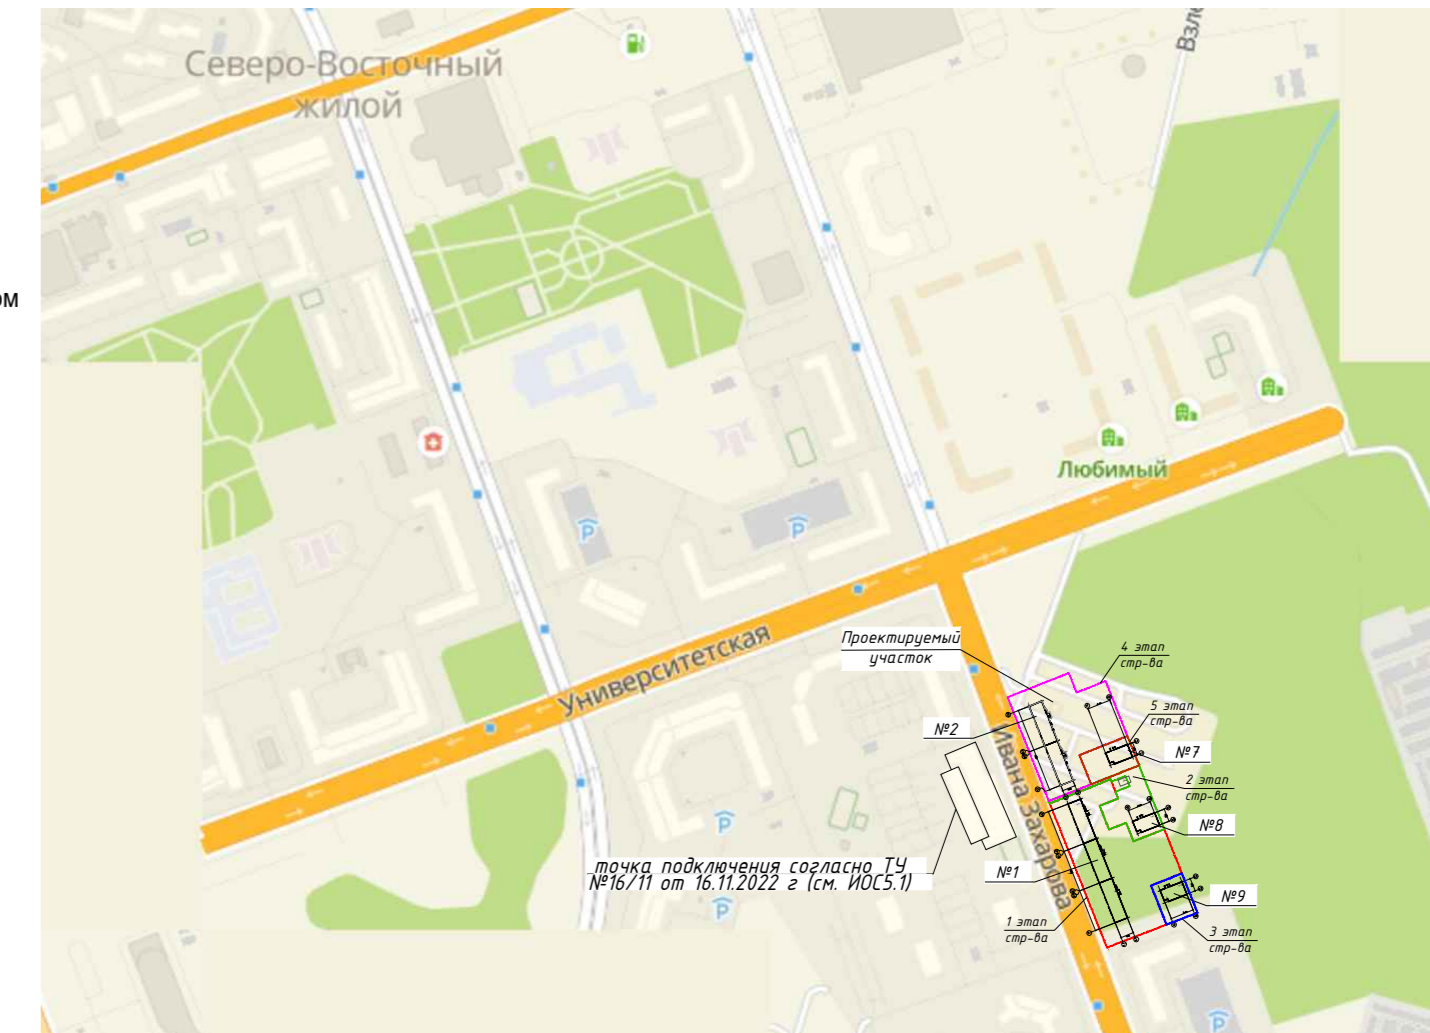 Северо-Восточный
жилой
Взле
ом
Любимый
Университетская
Ивана Захарова
Проектируемый
участок
4 этап
стр-ва
5 этап
стр-ва
№2
№7
2 этап
стр-ва
№8
точка подключения согласно ТУ
№16/11 от 16.11.2022 г (см. ИОС5.1)
№1
№9
1 этап
стр-ва
3 этап
стр-ва
P
P
P
P
P